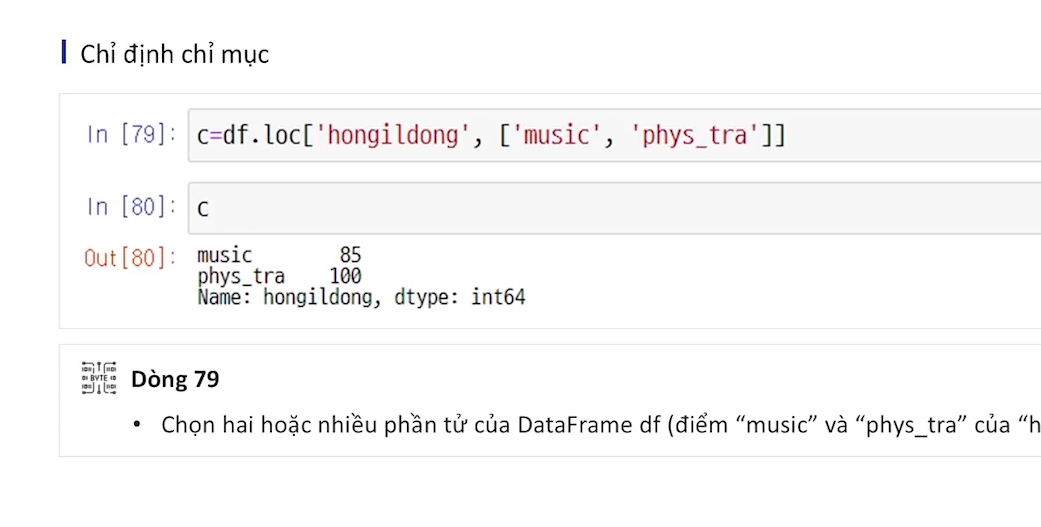 Chỉ định chỉ mục
In [79]: c=df.loc['hongildong', ['music', 'phys_tra']]
In [80]: c
Out[80]: music 85
phys_tra 100
Name: hongildong, dtype: int64
BYTE
Dòng 79
• Chọn hai hoặc nhiều phần tử của DataFrame df (điểm “music” và “phys_tra” của “h